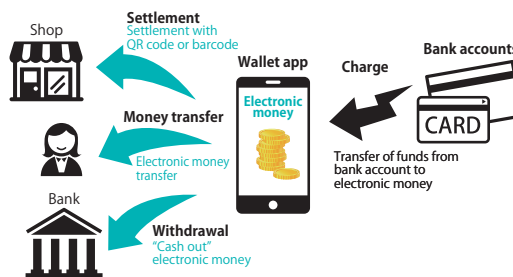 Shop
Settlement
Settlement with
QR code or barcode
Wallet app
Electronic
money
Charge
Bank accounts
CARD
Transfer of funds from
bank account to
electronic money
Money transfer
Electronic money
transfer
Bank
Withdrawal
“Cash out”
electronic money